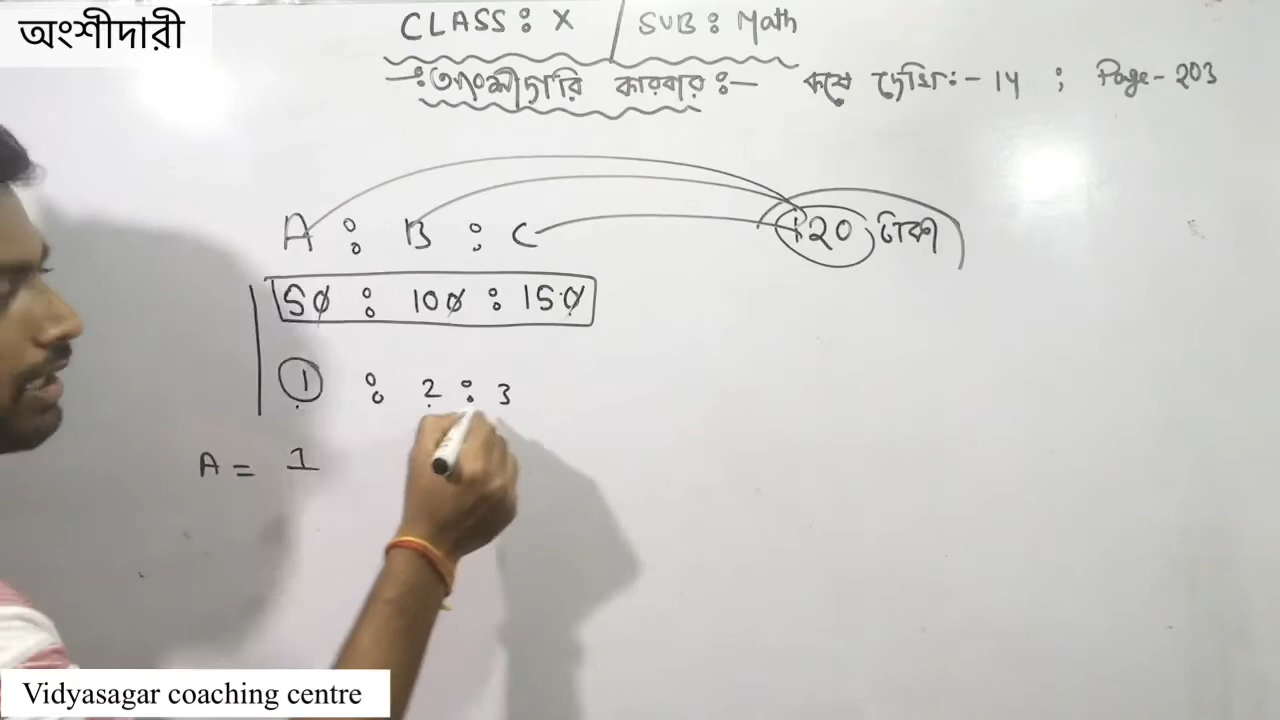 অংশীদারী
CLASS : X / SUB : Math
—: অংশীদারি কারবার :— কষে দেখি :- 14 ; Page - 203
A : B : C 120 টাকা
50 : 100 : 150
1 : 2 : 3
A = 1
Vidyasagar coaching centre